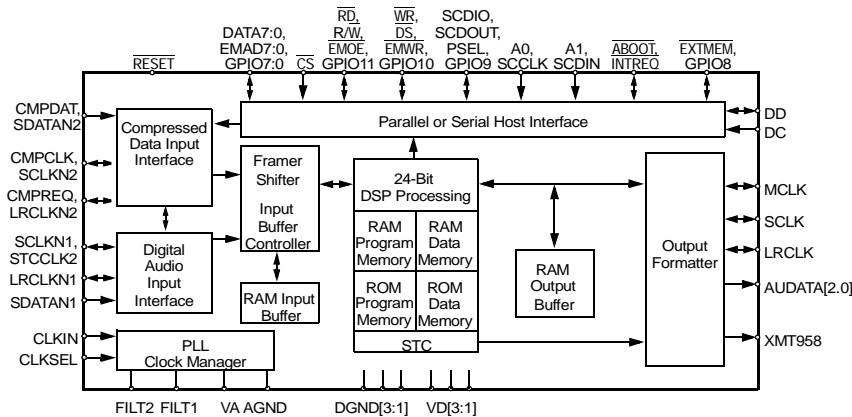 RD,
WR,
SCDIO,
DATA7:0,
R/W,
DS,
SCDOUT,
EMAD7:0,
EMOE,
EMWR,
PSEL,
A0,
A1,
ABOOT,
EXTMEM,
RESET
GPIO7:0
CS
GPIO11
GPIO10
GPIO9
SCCLK
SCDIN
INTREQ
GPIO8
CMPDAT,
SDATAN2
CMPCLK,
SCLKN2
CMPREQ,
LRCLKN2
SCLKN1,
STCCLK2
LRCLKN1
SDATAN1
CLKIN
CLKSEL
Compressed
Data Input
Interface
Digital
Audio
Input
Interface
PLL
Clock Manager
Framer
Shifter
Input
Buffer
Controller
RAM Input
Buffer
Parallel or Serial Host Interface
24-Bit
DSP Processing
RAM
Program
Memory
RAM
Data
Memory
ROM
Program
Memory
ROM
Data
Memory
STC
RAM
Output
Buffer
Output
Formatter
DD
DC
MCLK
SCLK
LRCLK
AUDATA[2.0)
XMT958
FILT2 FILT1
VA AGND
DGND[3:1]
VD[3:1]